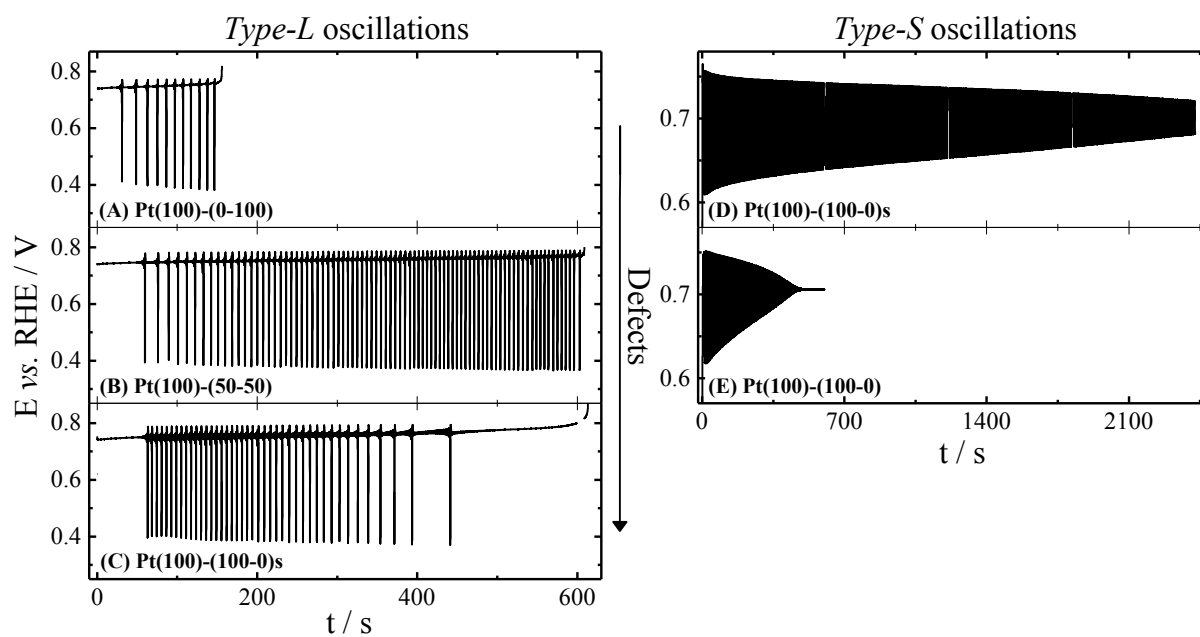 Type-L oscillations
Type-S oscillations
E vs. RHE / V
0.8
0.6
0.4
(A) Pt(100)-(0-100)
0.8
0.6
0.4
(B) Pt(100)-(50-50)
0.8
0.6
0.4
(C) Pt(100)-(100-0)s
0
200
400
600
t / s
Defects
0.7
0.6
(D) Pt(100)-(100-0)s
0.7
0.6
(E) Pt(100)-(100-0)
0
700
1400
2100
t / s